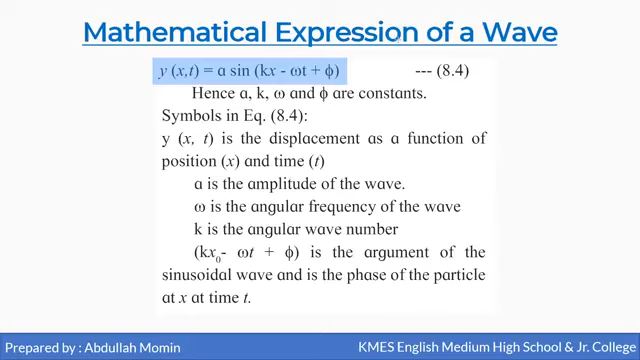 Mathematical Expression of a Wave
y (x,t) = a sin (kx - ωt + ϕ) --- (8.4)
Hence a, k, ω and ϕ are constants.
Symbols in Eq. (8.4):
y (x, t) is the displacement as a function of
position (x) and time (t)
a is the amplitude of the wave.
ω is the angular frequency of the wave
k is the angular wave number
(kx₀- ωt + ϕ) is the argument of the
sinusoidal wave and is the phase of the particle
at x at time t.
Prepared by : Abdullah Momin KMES English Medium High School & Jr. College